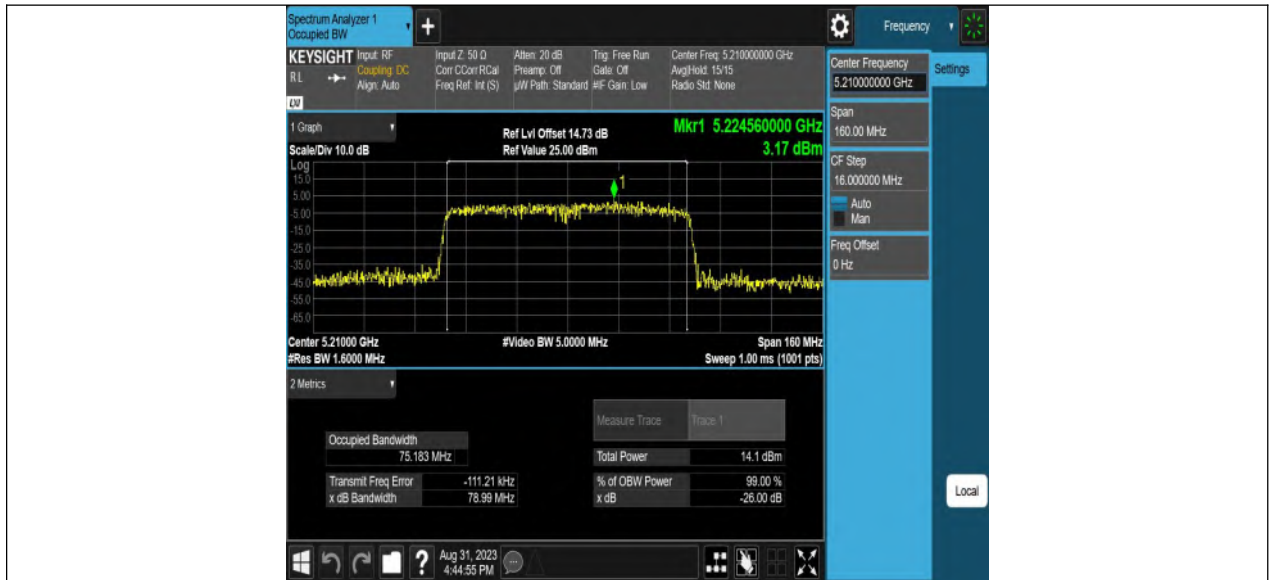 Spectrum Analyzer 1
Occupied BW
+
Frequency
KEYSIGHT Input: RF Input Z: 50 Ω Atten: 20 dB Trig: Free Run Center Freq: 5.210000000 GHz
RL Coupling: DC Corr CCorr RCal Preamp: Off Gate: Off Avg|Hold: 15/15
Align: Auto Freq Ref: Int (S) µW Path: Standard #IF Gain: Low Radio Std: None
LXI
Center Frequency
5.210000000 GHz
Settings
Span
160.00 MHz
CF Step
16.000000 MHz
Auto
Man
Freq Offset
0 Hz
1 Graph
Ref Lvl Offset 14.73 dB Mkr1 5.224560000 GHz
Scale/Div 10.0 dB Ref Value 25.00 dBm 3.17 dBm
Log
15.0
5.00
-5.00
-15.0
-25.0
-35.0
-45.0
-55.0
-65.0
1
Center 5.21000 GHz #Video BW 5.0000 MHz Span 160 MHz
#Res BW 1.6000 MHz Sweep 1.00 ms (1001 pts)
2 Metrics
Measure Trace Trace 1
Occupied Bandwidth
75.183 MHz Total Power 14.1 dBm
Transmit Freq Error -111.21 kHz % of OBW Power 99.00 %
x dB Bandwidth 78.99 MHz x dB -26.00 dB
Local
? Aug 31, 2023
4:44:55 PM